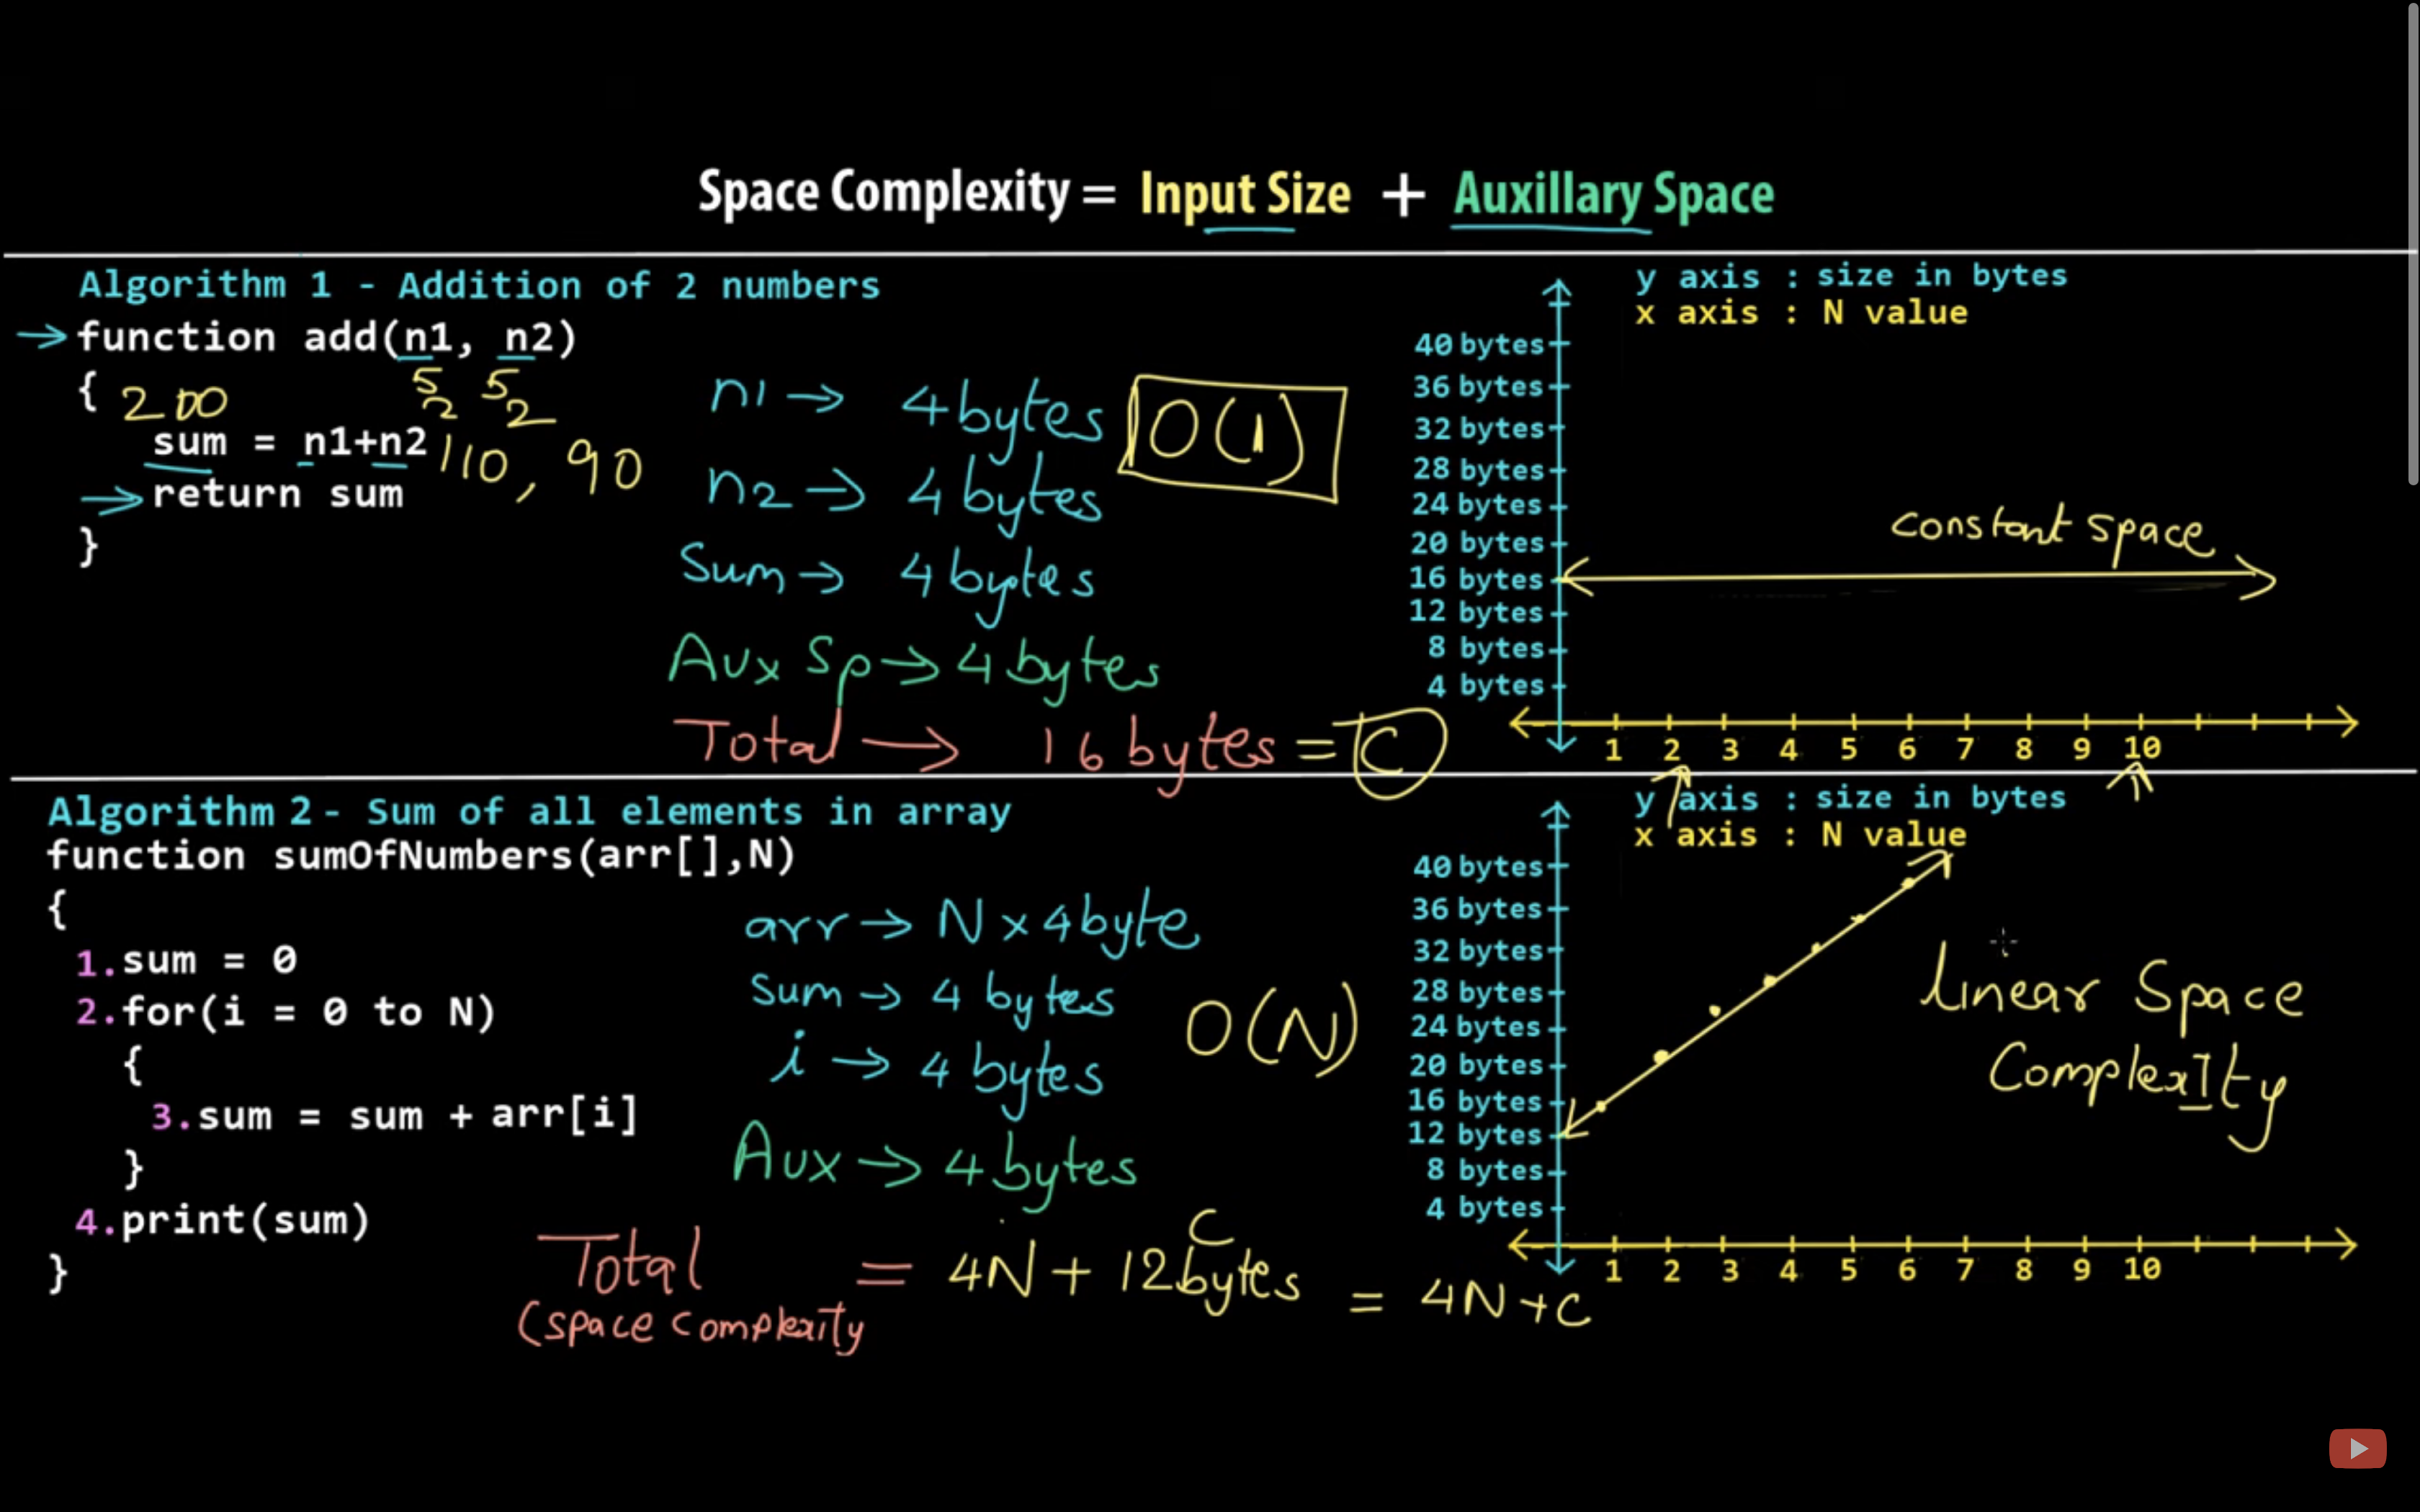 Space Complexity = Input Size + Auxillary Space
Algorithm 1 - Addition of 2 numbers
function add(n1, n2)
{
200
5 5
2 2
sum = n1+n2
110, 90
return sum
}
n1 → 4 bytes
n2 → 4 bytes
Sum → 4 bytes
Aux Sp → 4 bytes
Total → 16 bytes = C
O(1)
y axis : size in bytes
x axis : N value
40 bytes
36 bytes
32 bytes
28 bytes
24 bytes
20 bytes
16 bytes
12 bytes
8 bytes
4 bytes
constant space
1 2 3 4 5 6 7 8 9 10
Algorithm 2 - Sum of all elements in array
function sumOfNumbers(arr[],N)
{
1.sum = 0
2.for(i = 0 to N)
{
3.sum = sum + arr[i]
}
4.print(sum)
}
arr → N x 4 byte
Sum → 4 bytes
i → 4 bytes
Aux → 4 bytes
O(N)
C
Total = 4N + 12 bytes = 4N + C
(space complexity
y axis : size in bytes
x axis : N value
40 bytes
36 bytes
32 bytes
28 bytes
24 bytes
20 bytes
16 bytes
12 bytes
8 bytes
4 bytes
linear Space
Complexity
1 2 3 4 5 6 7 8 9 10